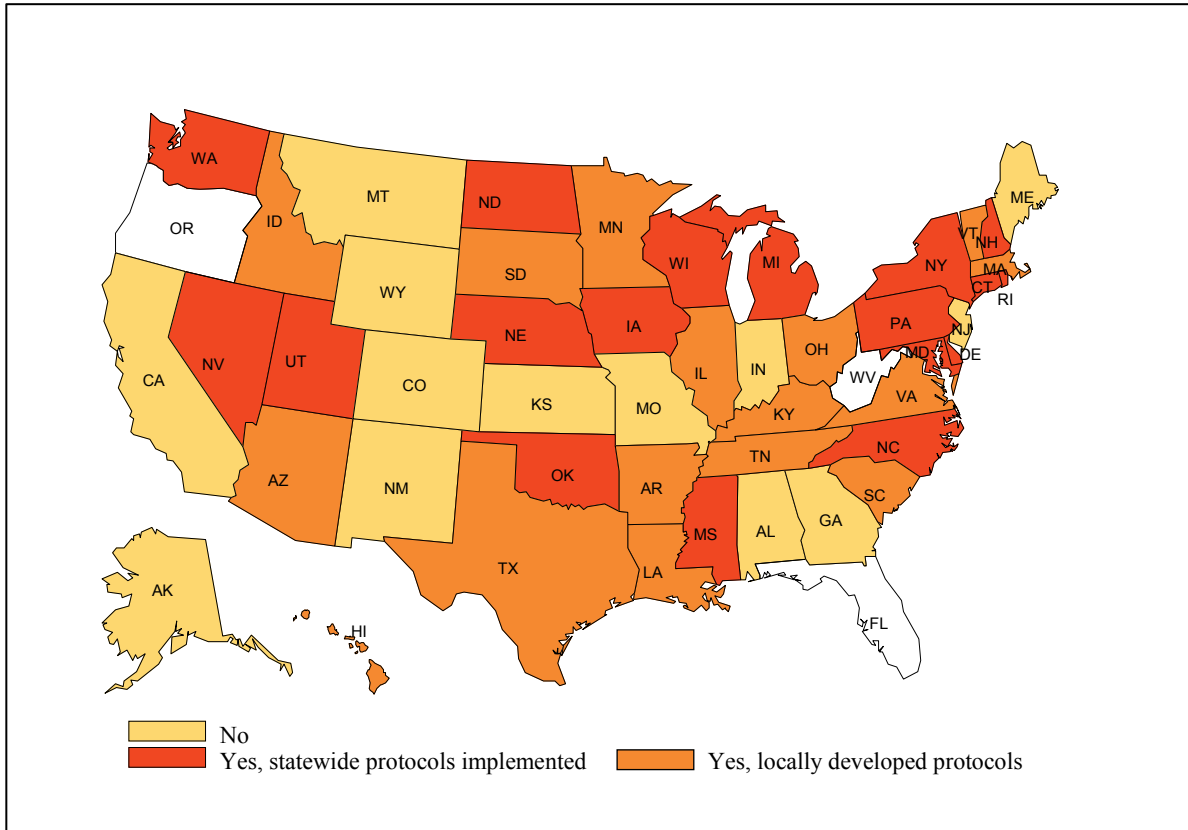 WA
MT
ND
MN
ME
OR
ID
SD
WI
MI
VT
NH
NY
MA
CT
RI
WY
NE
IA
PA
NJ
NV
UT
CO
IL
IN
OH
MD
DE
WV
CA
KS
MO
KY
VA
AZ
NM
OK
AR
TN
NC
SC
MS
AL
GA
TX
LA
AK
HI
FL
No
Yes, statewide protocols implemented
Yes, locally developed protocols